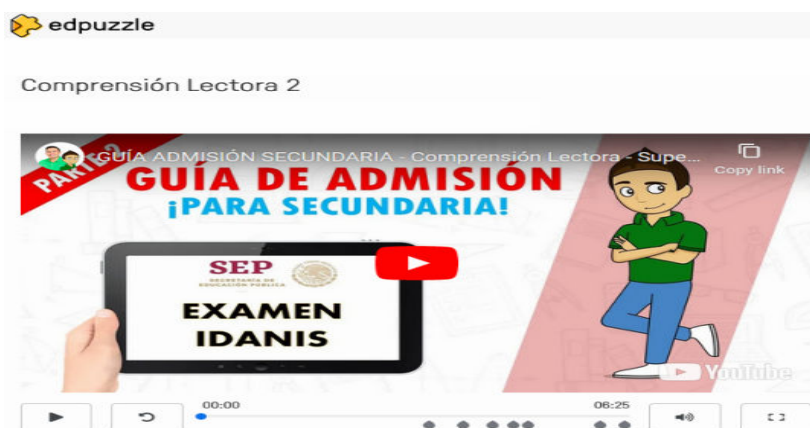 edpuzzle
Comprensión Lectora 2
GUÍA ADMISIÓN SECUNDARIA - Comprensión Lectora - Supe...
Copy link
PARTE 2
GUÍA DE ADMISIÓN
¡PARA SECUNDARIA!
SEP
SECRETARÍA DE
EDUCACIÓN PÚBLICA
EXAMEN
IDANIS
YouTube
00:00
06:25